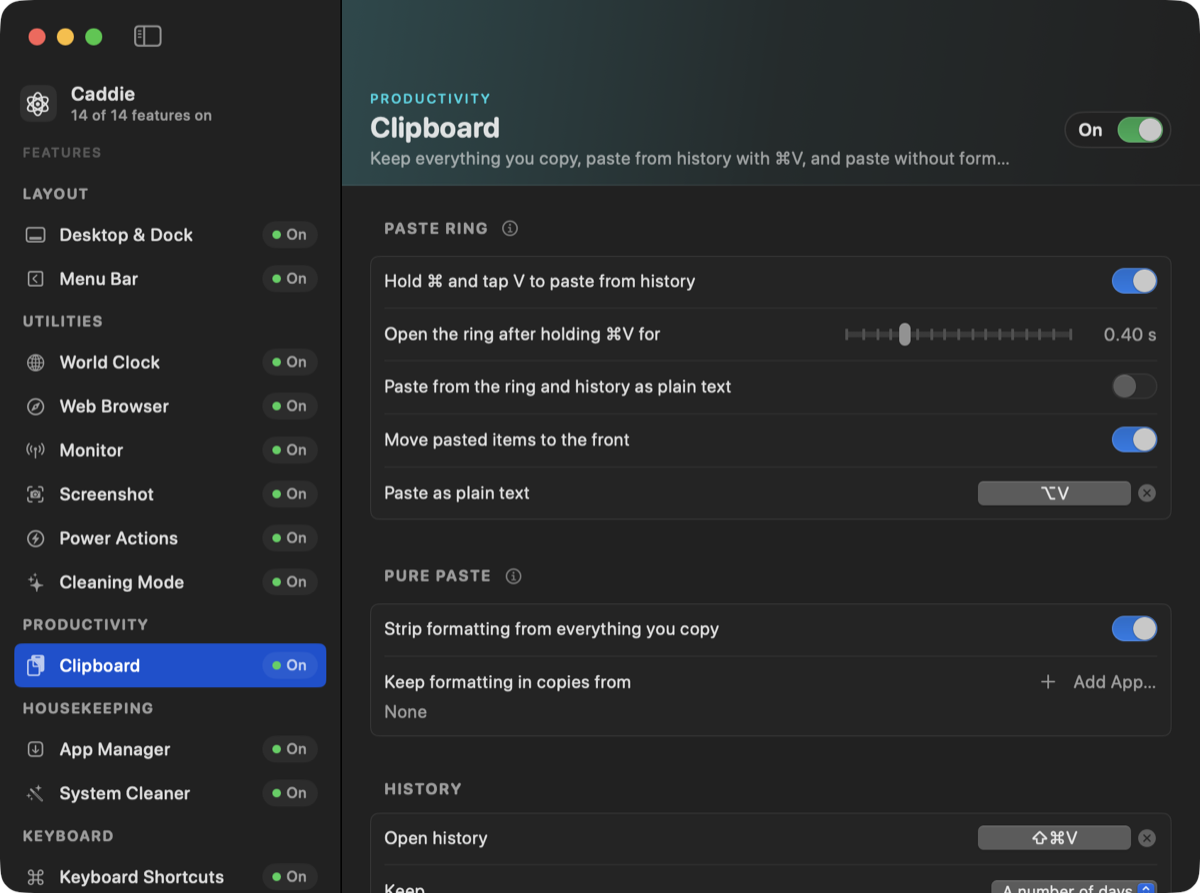 Caddie
14 of 14 features on
FEATURES
LAYOUT
Desktop & Dock On
Menu Bar On
UTILITIES
World Clock On
Web Browser On
Monitor On
Screenshot On
Power Actions On
Cleaning Mode On
PRODUCTIVITY
Clipboard On
HOUSEKEEPING
App Manager On
System Cleaner On
KEYBOARD
Keyboard Shortcuts On
PRODUCTIVITY
Clipboard
On
Keep everything you copy, paste from history with ⌘V, and paste without form...
PASTE RING
Hold ⌘ and tap V to paste from history
Open the ring after holding ⌘V for 0.40 s
Paste from the ring and history as plain text
Move pasted items to the front
Paste as plain text ⌥V
PURE PASTE
Strip formatting from everything you copy
Keep formatting in copies from + Add App...
None
HISTORY
Open history ⇧⌘V
Keep A number of days